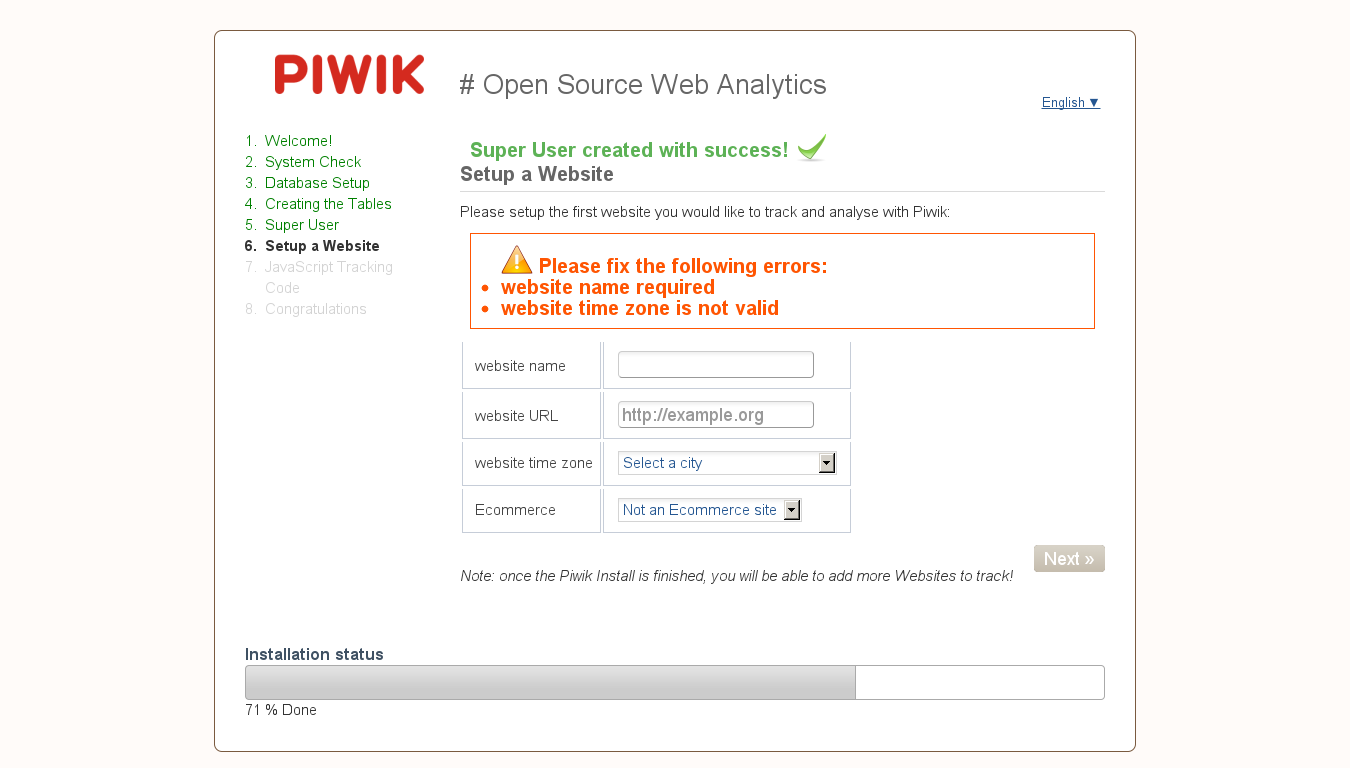 PIWIK
# Open Source Web Analytics
English ▼
1. Welcome!
2. System Check
3. Database Setup
4. Creating the Tables
5. Super User
6. Setup a Website
7. JavaScript Tracking
Code
8. Congratulations
Super User created with success!
Setup a Website
Please setup the first website you would like to track and analyse with Piwik:
Please fix the following errors:
• website name required
• website time zone is not valid
website name
website URL http://example.org
website time zone Select a city
Ecommerce Not an Ecommerce site
Next »
Note: once the Piwik Install is finished, you will be able to add more Websites to track!
Installation status
71 % Done